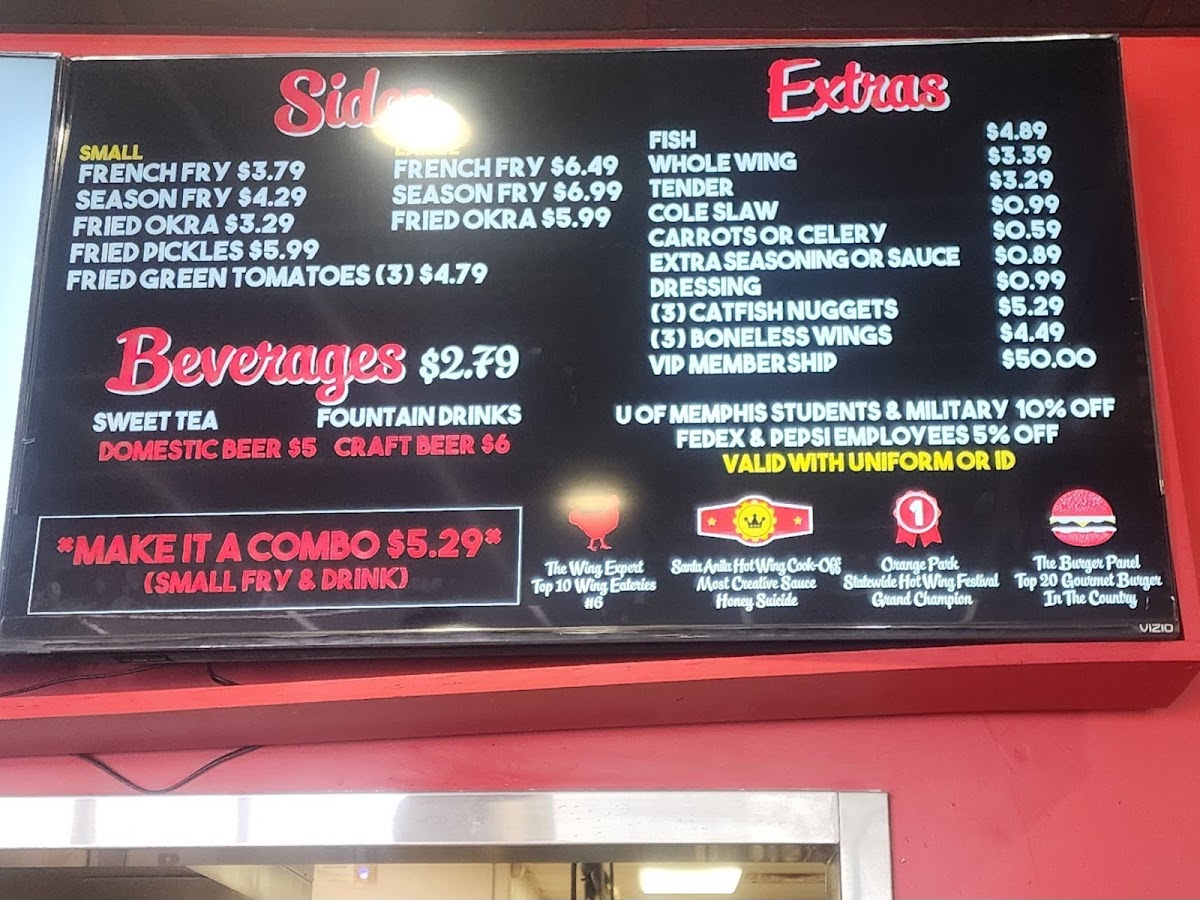 Sides
SMALL
FRENCH FRY $3.79
SEASON FRY $4.29
FRIED OKRA $3.29
FRIED PICKLES $5.99
FRIED GREEN TOMATOES (3) $4.79
LARGE
FRENCH FRY $6.49
SEASON FRY $6.99
FRIED OKRA $5.99
Beverages $2.79
SWEET TEA FOUNTAIN DRINKS
DOMESTIC BEER $5 CRAFT BEER $6
*MAKE IT A COMBO $5.29*
(SMALL FRY & DRINK)
Extras
FISH $4.89
WHOLE WING $3.39
TENDER $3.29
COLE SLAW $0.99
CARROTS OR CELERY $0.59
EXTRA SEASONING OR SAUCE $0.89
DRESSING $0.99
(3) CATFISH NUGGETS $5.29
(3) BONELESS WINGS $4.49
VIP MEMBERSHIP $50.00
U OF MEMPHIS STUDENTS & MILITARY 10% OFF
FEDEX & PEPSI EMPLOYEES 5% OFF
VALID WITH UNIFORM OR ID
The Wing Expert
Top 10 Wing Eateries
#6
Santa Anita Hot Wing Cook-Off
Most Creative Sauce
Honey Suicide
1
Orange Park
Statewide Hot Wing Festival
Grand Champion
The Burger Panel
Top 20 Gourmet Burger
In The Country
VIZIO